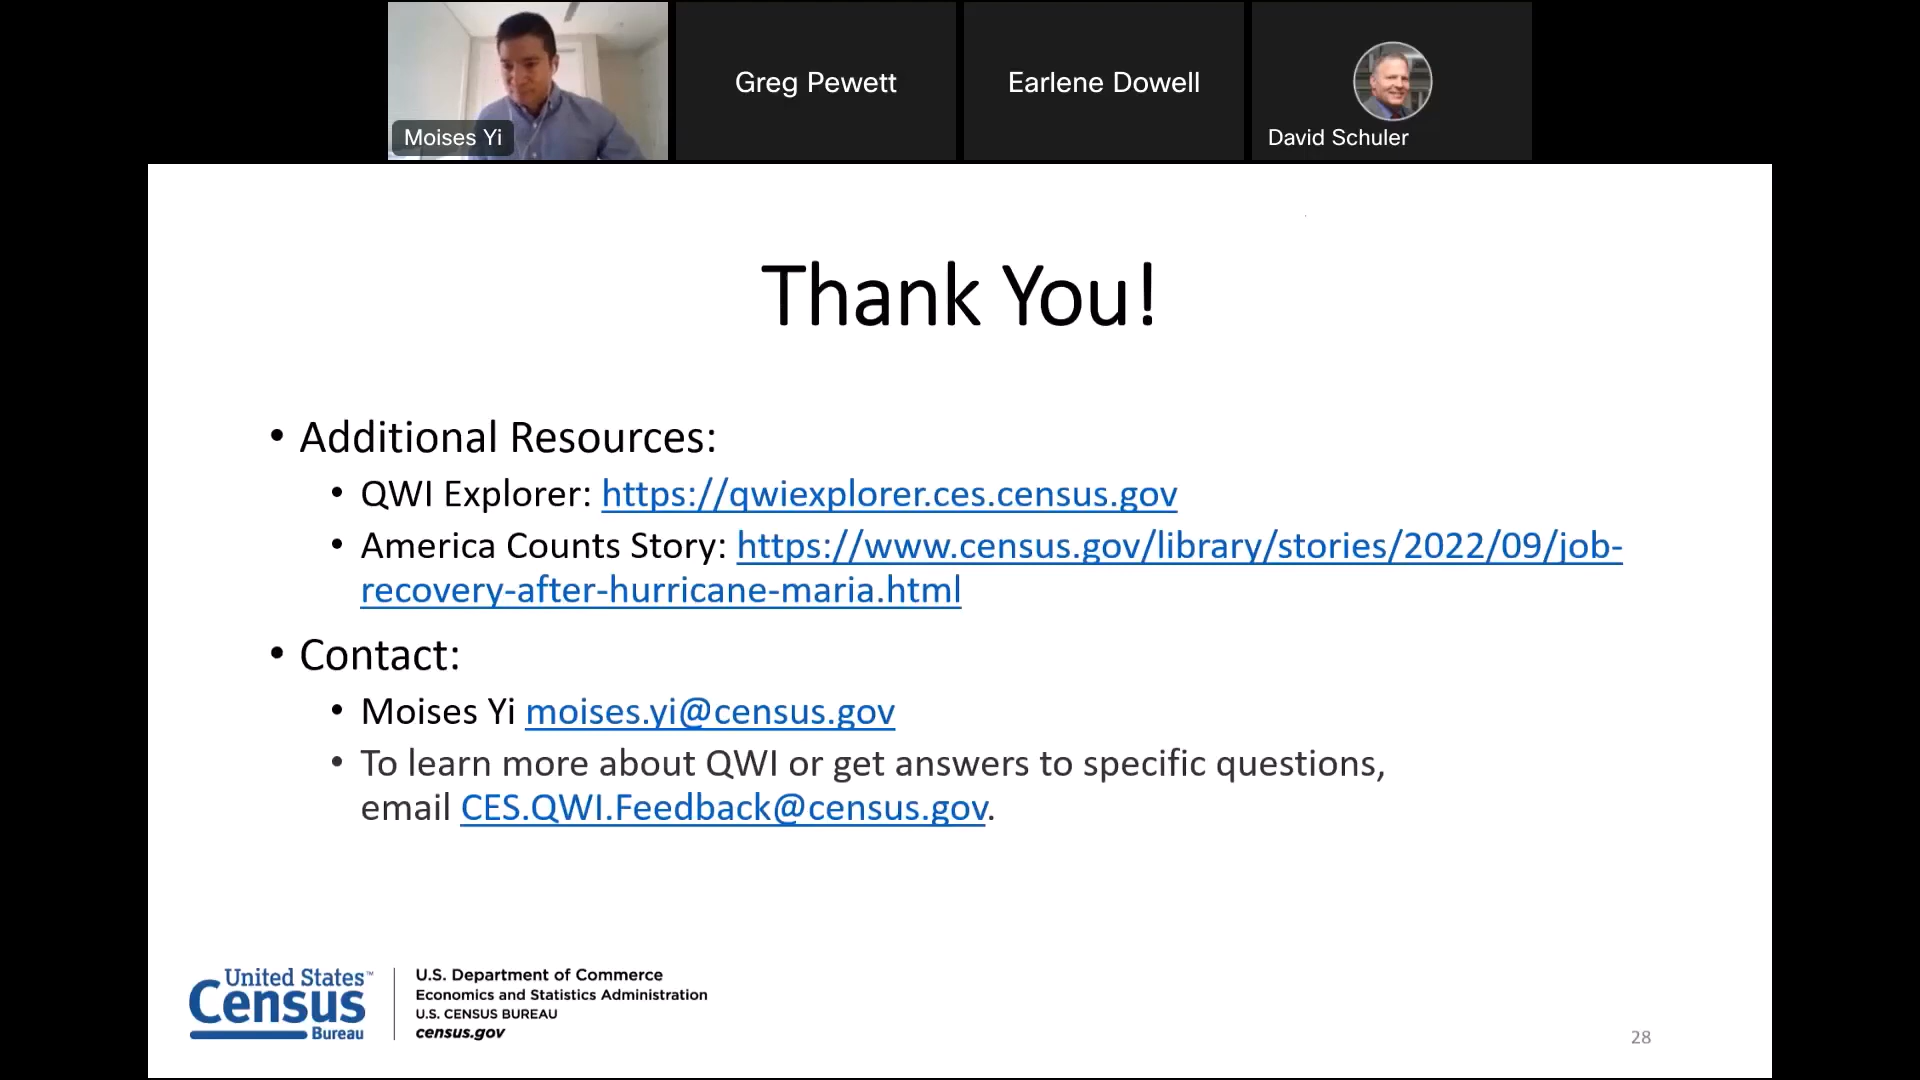 Moises Yi
Greg Pewett
Earlene Dowell
David Schuler
Thank You!
• Additional Resources:
• QWI Explorer: https://qwiexplorer.ces.census.gov
• America Counts Story: https://www.census.gov/library/stories/2022/09/job-
recovery-after-hurricane-maria.html
• Contact:
• Moises Yi moises.yi@census.gov
• To learn more about QWI or get answers to specific questions,
email CES.QWI.Feedback@census.gov.
United States™
Census
Bureau
U.S. Department of Commerce
Economics and Statistics Administration
U.S. CENSUS BUREAU
census.gov
28